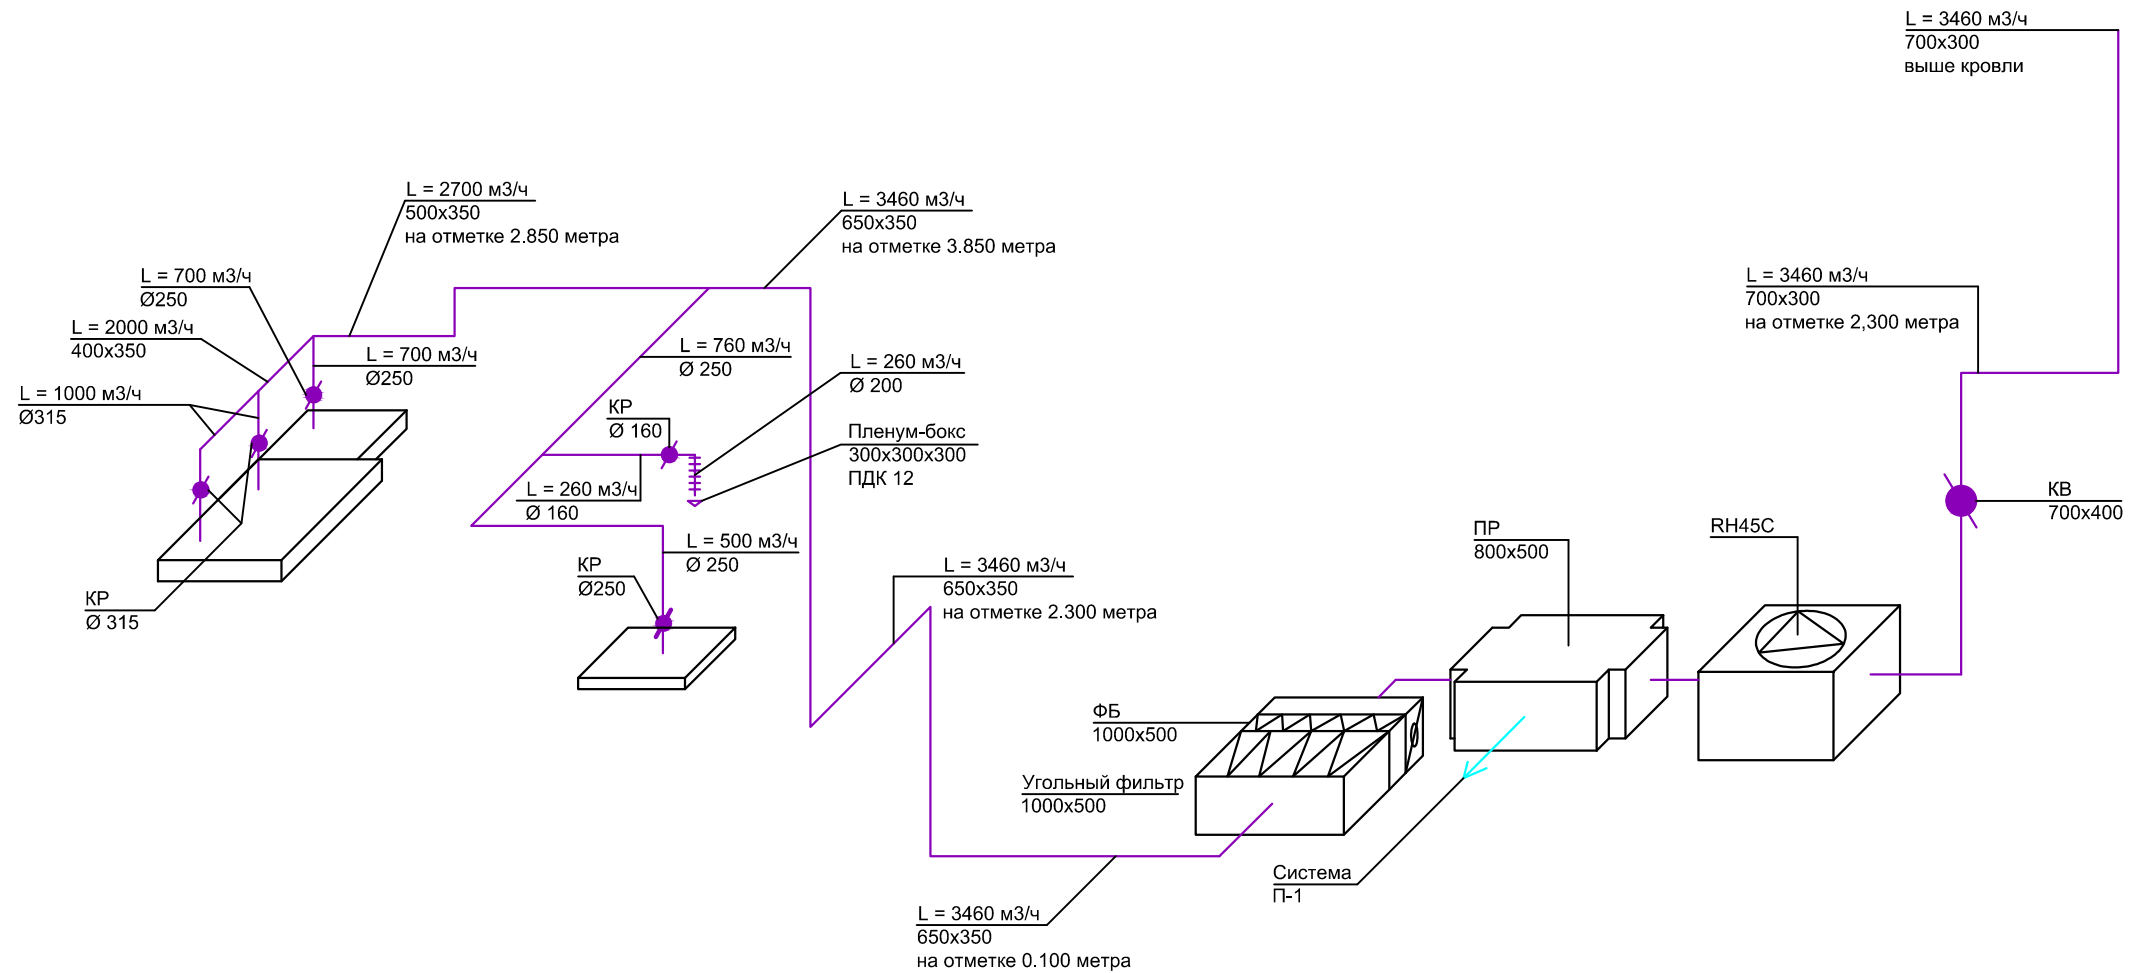 L = 3460 м3/ч
700x300
выше кровли
L = 2700 м3/ч
500x350
на отметке 2.850 метра
L = 3460 м3/ч
650x350
на отметке 3.850 метра
L = 700 м3/ч
Ø250
L = 2000 м3/ч
400x350
L = 3460 м3/ч
700x300
на отметке 2,300 метра
L = 700 м3/ч
Ø250
L = 760 м3/ч
Ø 250
L = 260 м3/ч
Ø 200
L = 1000 м3/ч
Ø315
КР
Ø 160
Пленум-бокс
300x300x300
ПДК 12
L = 260 м3/ч
Ø 160
КВ
700x400
ПР
800x500
RH45C
L = 500 м3/ч
Ø 250
КР
Ø250
L = 3460 м3/ч
650x350
на отметке 2.300 метра
КР
Ø 315
ФБ
1000x500
Угольный фильтр
1000x500
Система
П-1
L = 3460 м3/ч
650x350
на отметке 0.100 метра